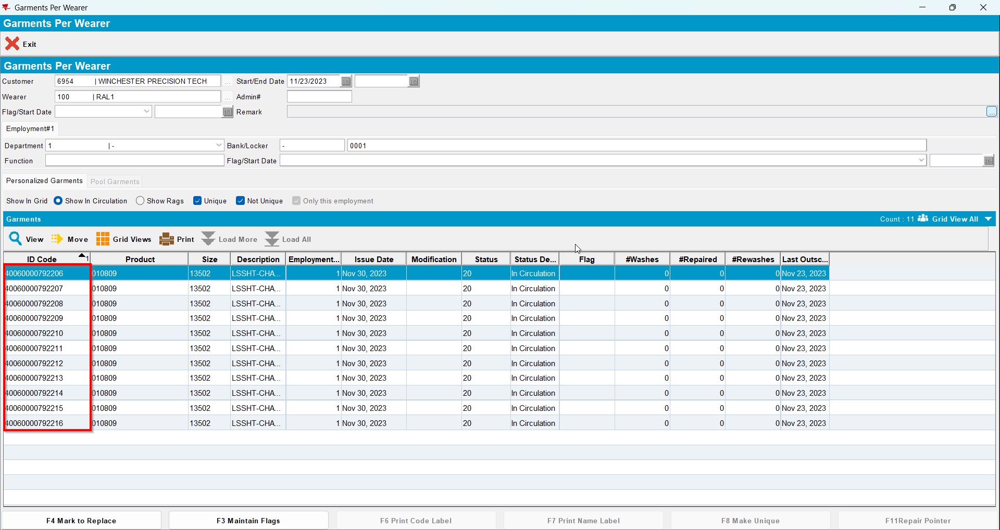 Garments Per Wearer
Garments Per Wearer
Exit
Garments Per Wearer
Customer 6954 | WINCHESTER PRECISION TECH ... Start/End Date 11/23/2023 16 16
Wearer 100 | RAL1 ... Admin#
Flag/Start Date 16 Remark ...
Employment#1
Department 1 | - Bank/Locker - 0001
Function Flag/Start Date 16
Personalized Garments Pool Garments
Show In Grid Show In Circulation Show Rags Unique Not Unique Only this employment
Garments Count : 11 Grid View All
View Move Grid Views Print Load More Load All
ID Code 1 Product Size Description Employment... Issue Date Modification Status Status De... Flag #Washes #Repaired #Rewashes Last Outsc...
40060000792206 010809 13502 LSSHT-CHA... 1 Nov 30, 2023 20 In Circulation 0 0 0 Nov 23, 2023
40060000792207 010809 13502 LSSHT-CHA... 1 Nov 30, 2023 20 In Circulation 0 0 0 Nov 23, 2023
40060000792208 010809 13502 LSSHT-CHA... 1 Nov 30, 2023 20 In Circulation 0 0 0 Nov 23, 2023
40060000792209 010809 13502 LSSHT-CHA... 1 Nov 30, 2023 20 In Circulation 0 0 0 Nov 23, 2023
40060000792210 010809 13502 LSSHT-CHA... 1 Nov 30, 2023 20 In Circulation 0 0 0 Nov 23, 2023
40060000792211 010809 13502 LSSHT-CHA... 1 Nov 30, 2023 20 In Circulation 0 0 0 Nov 23, 2023
40060000792212 010809 13502 LSSHT-CHA... 1 Nov 30, 2023 20 In Circulation 0 0 0 Nov 23, 2023
40060000792213 010809 13502 LSSHT-CHA... 1 Nov 30, 2023 20 In Circulation 0 0 0 Nov 23, 2023
40060000792214 010809 13502 LSSHT-CHA... 1 Nov 30, 2023 20 In Circulation 0 0 0 Nov 23, 2023
40060000792215 010809 13502 LSSHT-CHA... 1 Nov 30, 2023 20 In Circulation 0 0 0 Nov 23, 2023
40060000792216 010809 13502 LSSHT-CHA... 1 Nov 30, 2023 20 In Circulation 0 0 0 Nov 23, 2023
F4 Mark to Replace F3 Maintain Flags F6 Print Code Label F7 Print Name Label F8 Make Unique F11Repair Pointer